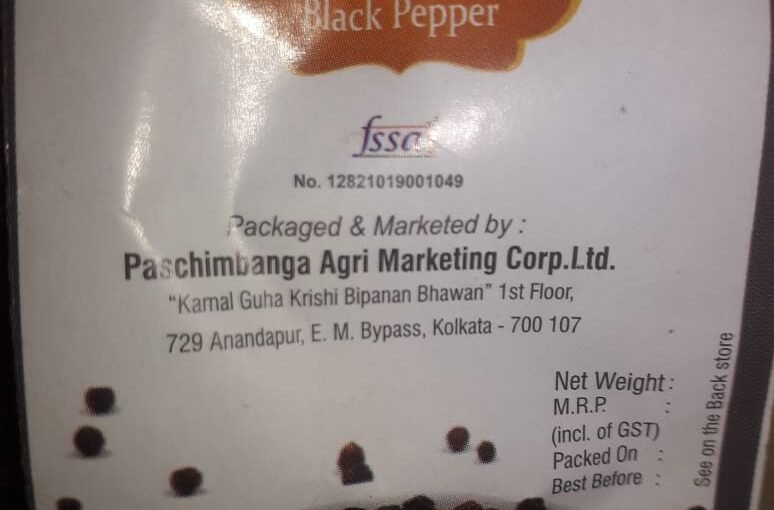 Black Pepper
fssai
No. 12821019001049
Packaged & Marketed by :
Paschimbanga Agri Marketing Corp.Ltd.
"Kamal Guha Krishi Bipanan Bhawan" 1st Floor,
729 Anandapur, E. M. Bypass, Kolkata - 700 107
Net Weight :
M.R.P. :
(incl. of GST)
Packed On :
Best Before :
See on the Back store